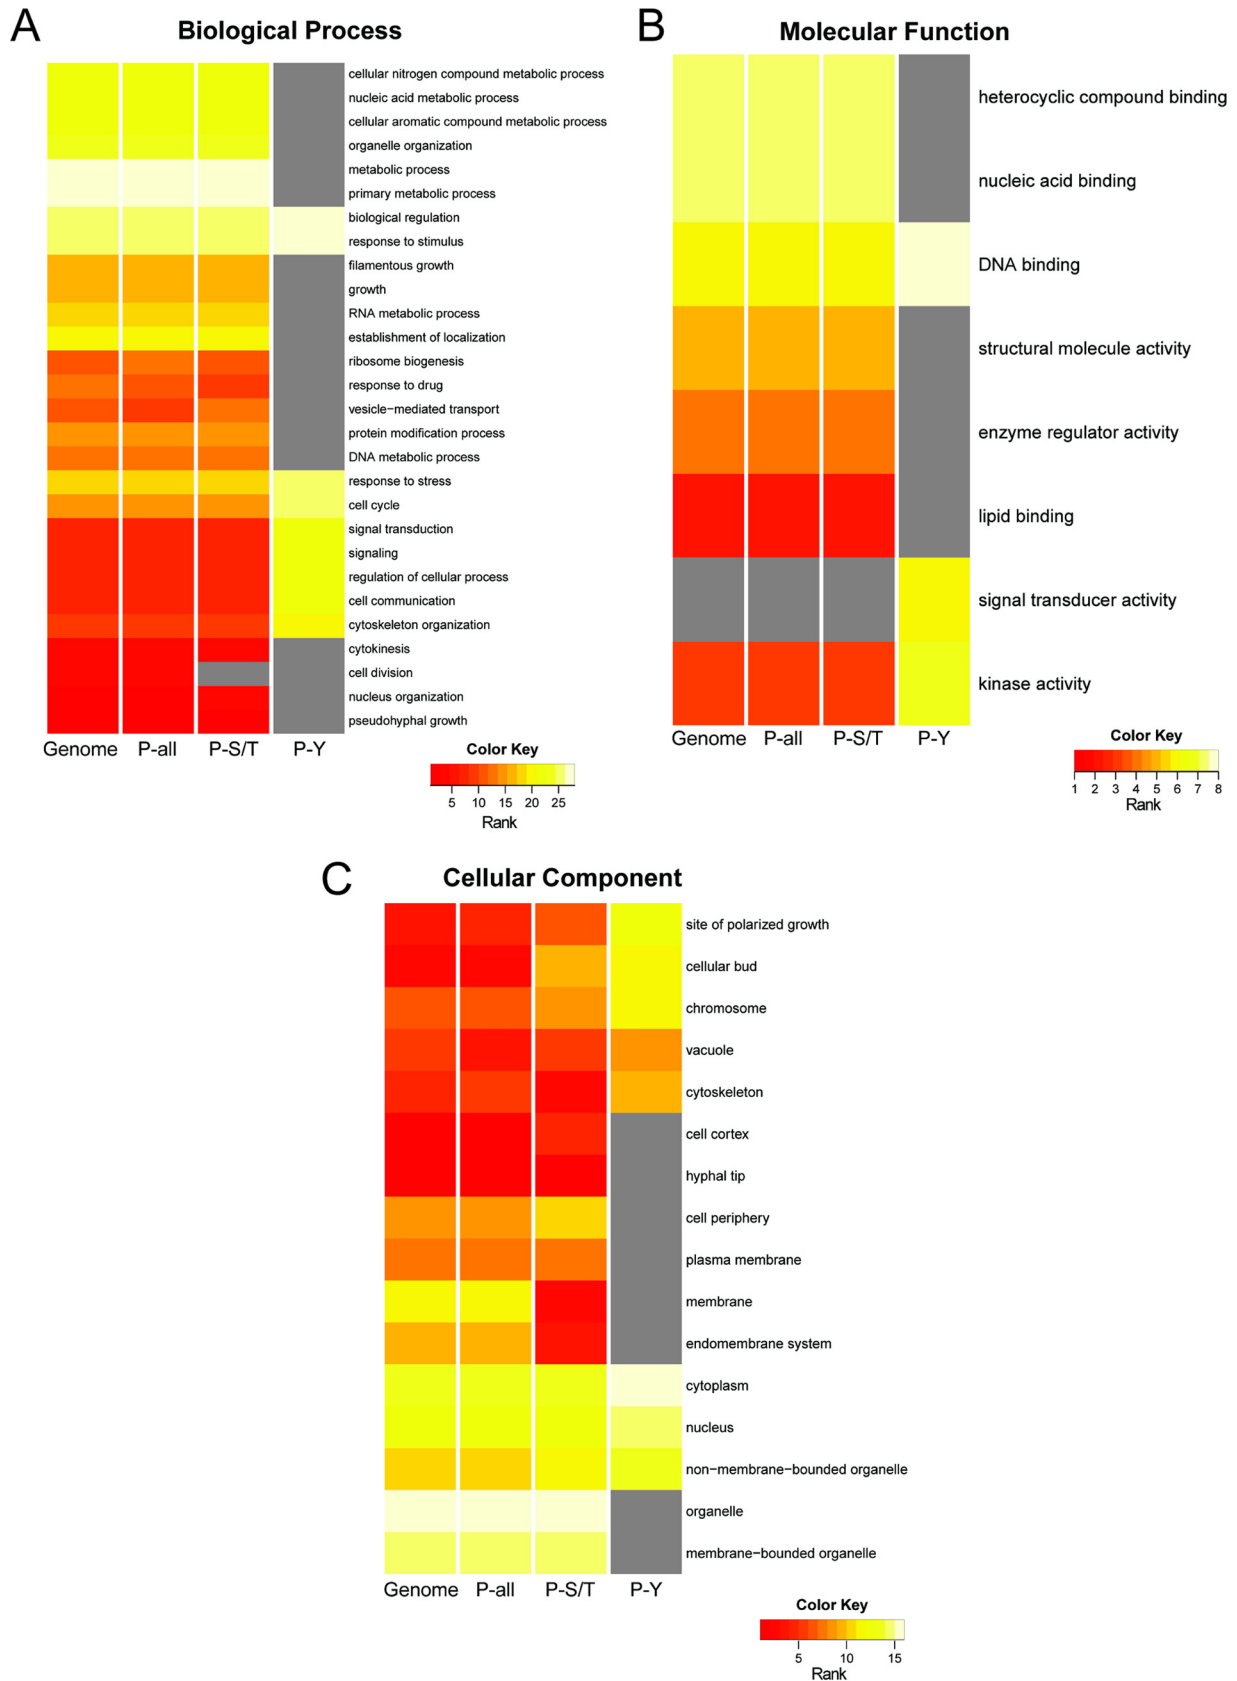 A
Biological Process
cellular nitrogen compound metabolic process
nucleic acid metabolic process
cellular aromatic compound metabolic process
organelle organization
metabolic process
primary metabolic process
biological regulation
response to stimulus
filamentous growth
growth
RNA metabolic process
establishment of localization
ribosome biogenesis
response to drug
vesicle−mediated transport
protein modification process
DNA metabolic process
response to stress
cell cycle
signal transduction
signaling
regulation of cellular process
cell communication
cytoskeleton organization
cytokinesis
cell division
nucleus organization
pseudohyphal growth
Genome P-all P-S/T P-Y
Color Key
5 10 15 20 25
Rank
B
Molecular Function
heterocyclic compound binding
nucleic acid binding
DNA binding
structural molecule activity
enzyme regulator activity
lipid binding
signal transducer activity
kinase activity
Genome P-all P-S/T P-Y
Color Key
1 2 3 4 5 6 7 8
Rank
C
Cellular Component
site of polarized growth
cellular bud
chromosome
vacuole
cytoskeleton
cell cortex
hyphal tip
cell periphery
plasma membrane
membrane
endomembrane system
cytoplasm
nucleus
non−membrane−bounded organelle
organelle
membrane−bounded organelle
Genome P-all P-S/T P-Y
Color Key
5 10 15
Rank